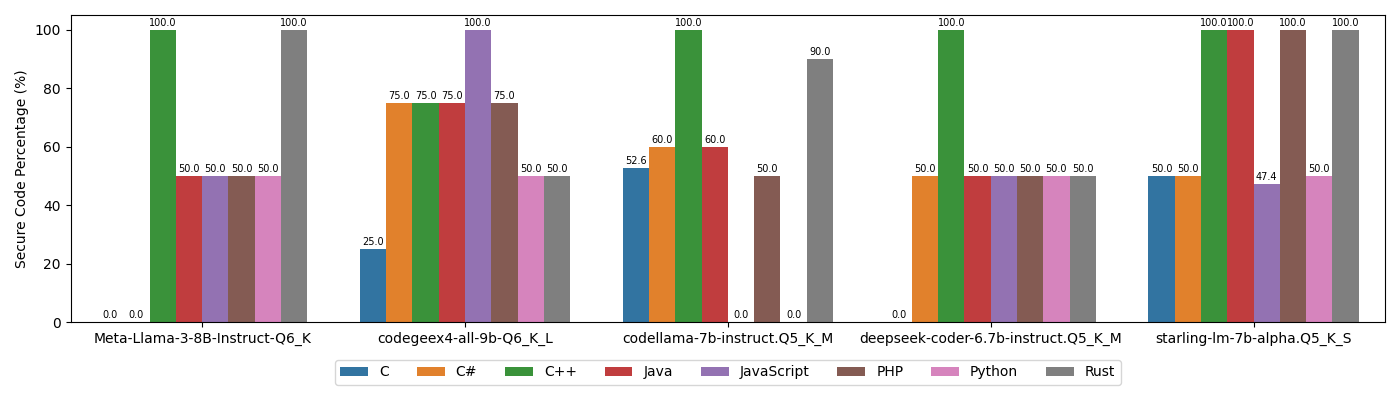 100.0 100.0 100.0 100.0 100.0 100.0 100.0 100.0 100.0
100
90.0
80
75.0 75.0 75.0 75.0
60.0 60.0
60
52.6
50.0 50.0 50.0 50.0 50.0 50.0 50.0 50.0 50.0 50.0 50.0 50.0 50.0 50.0 50.0 50.0
47.4
40
25.0
20
0.0 0.0 0.0 0.0 0.0
0
Secure Code Percentage (%)
Meta-Llama-3-8B-Instruct-Q6_K codegeex4-all-9b-Q6_K_L codellama-7b-instruct.Q5_K_M deepseek-coder-6.7b-instruct.Q5_K_M starling-lm-7b-alpha.Q5_K_S
C C# C++ Java JavaScript PHP Python Rust